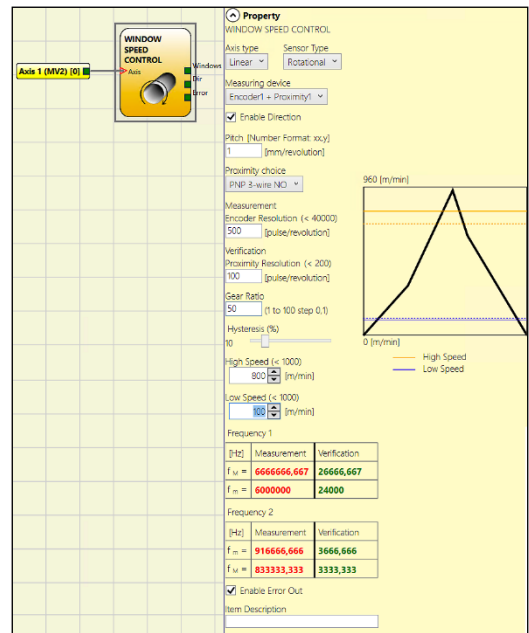 Property
WINDOW SPEED CONTROL
Axis type Sensor Type
Linear Rotational
Measuring device
Encoder1 + Proximity1
Enable Direction
Pitch [Number Format: xx,y]
1 [mm/revolution]
Proximity choice
PNP 3-wire NO
Measurement
Encoder Resolution (< 40000)
500 [pulse/revolution]
Verification
Proximity Resolution (< 200)
100 [pulse/revolution]
Gear Ratio
50 (1 to 100 step 0,1)
Hysteresis (%)
10
High Speed (< 1000)
800 [m/min]
Low Speed (< 1000)
100 [m/min]
Frequency 1
[Hz] Measurement Verification
f M = 6666666,667 26666,667
f m = 6000000 24000
Frequency 2
[Hz] Measurement Verification
f m = 916666,666 3666,666
f M = 833333,333 3333,333
Enable Error Out
Item Description
WINDOW
SPEED
CONTROL
Axis 1 (MV2) [0]
Axis
Windows
Dir
Error
960 [m/min]
0 [m/min]
High Speed
Low Speed